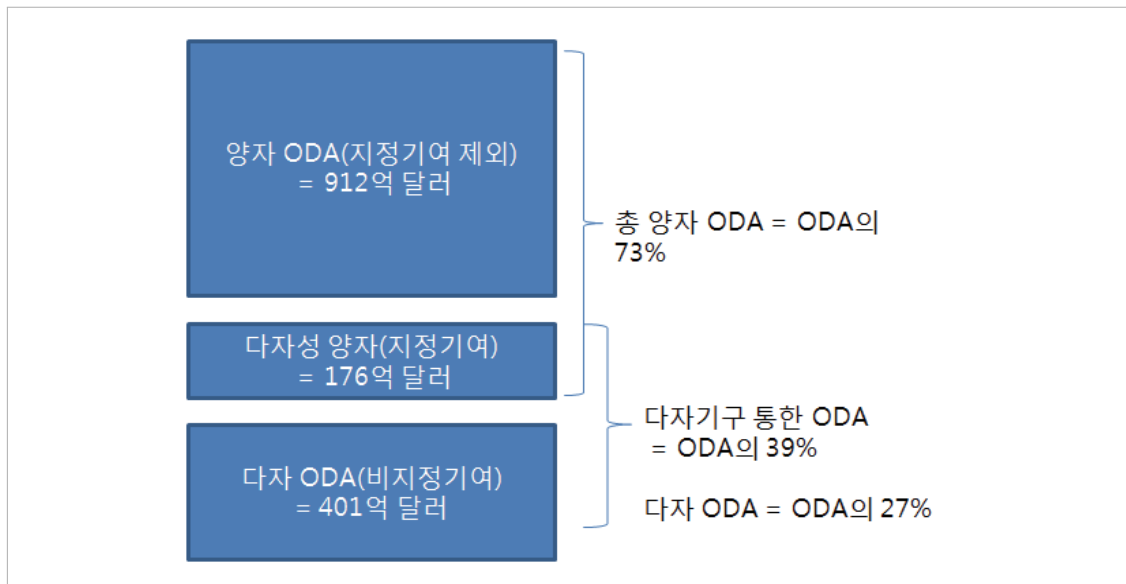 양자 ODA(지정기여 제외)
= 912억 달러
총 양자 ODA = ODA의
73%
다자성 양자(지정기여)
= 176억 달러
다자기구 통한 ODA
= ODA의 39%
다자 ODA(비지정기여)
= 401억 달러
다자 ODA = ODA의 27%